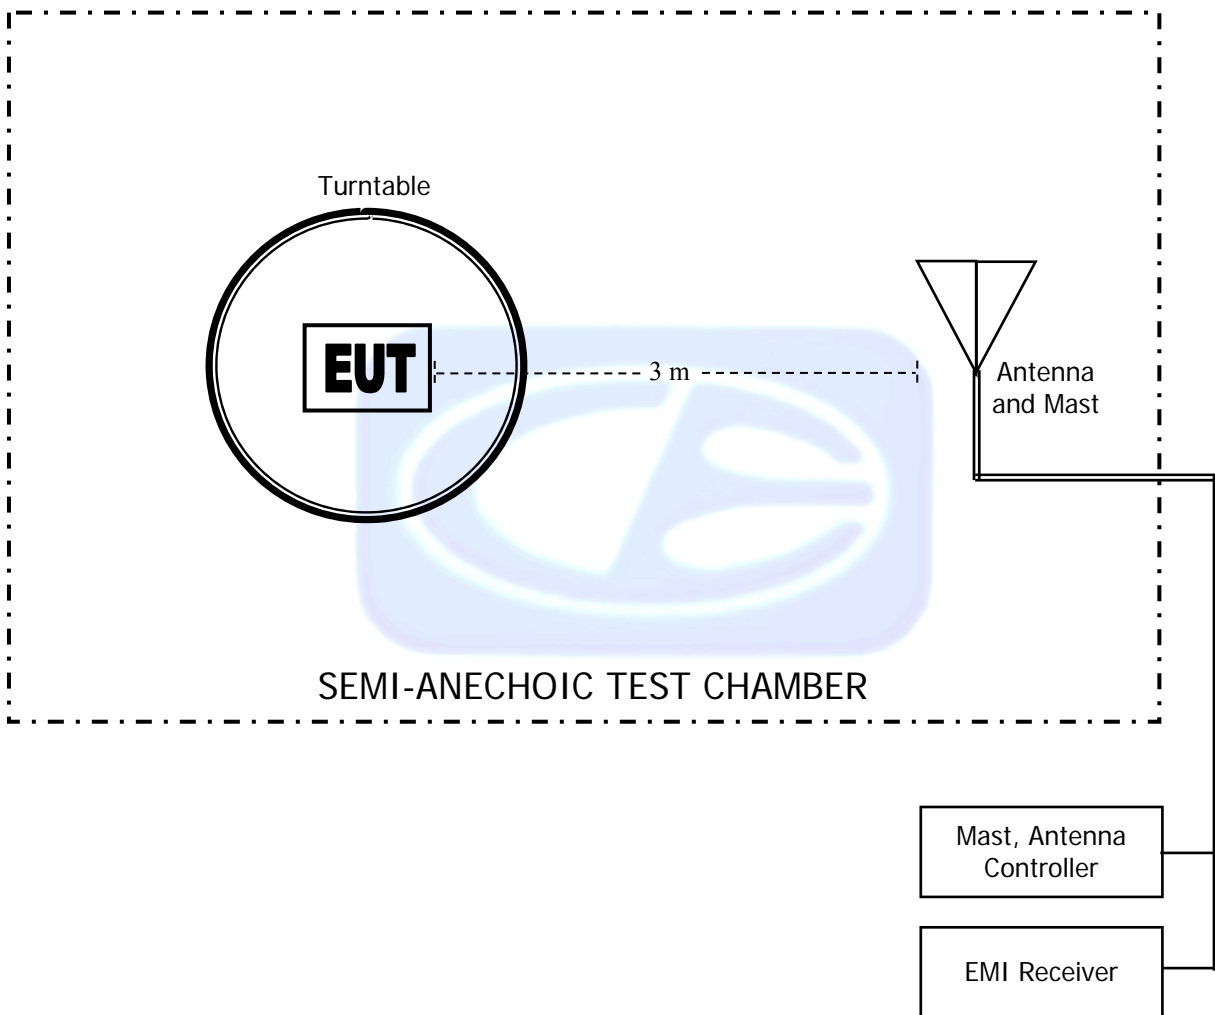 Turntable
EUT
3 m
Antenna
and Mast
SEMI-ANECHOIC TEST CHAMBER
Mast, Antenna
Controller
EMI Receiver